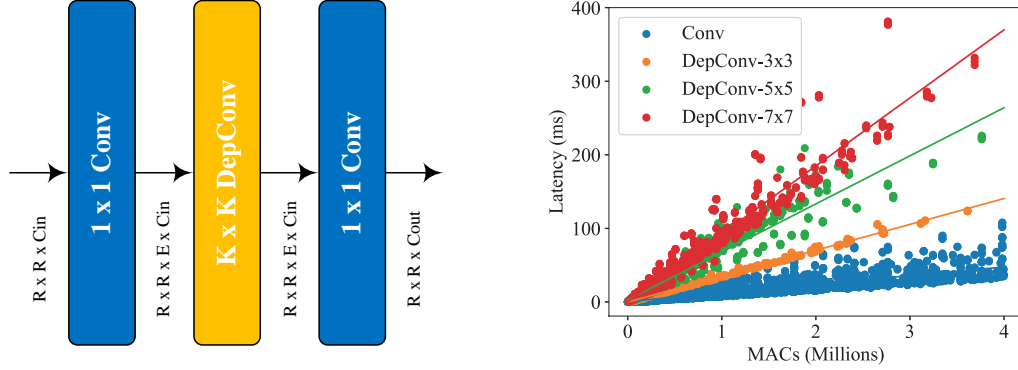 R x R x Cin
1 x 1 Conv
R x R x E x Cin
K x K DepConv
R x R x E x Cin
1 x 1 Conv
R x R x Cout
Latency (ms)
400
300
200
100
0
Conv
DepConv-3x3
DepConv-5x5
DepConv-7x7
0
1
2
3
4
MACs (Millions)